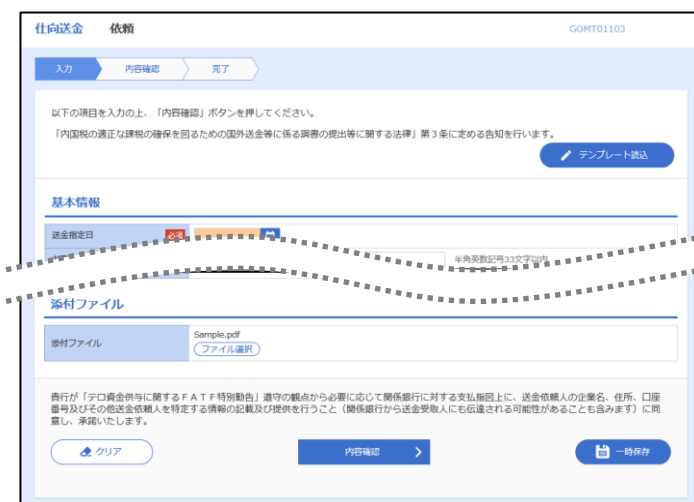 仕向送金 依頼 GOMT01103
入力 内容確認 完了
以下の項目を入力の上、「内容確認」ボタンを押してください。
「内国税の適正な課税の確保を図るための国外送金等に係る調書の提出等に関する法律」第3条に定める告知を行います。
テンプレート読込
基本情報
送金指定日 必須
半角英数記号33文字以内
添付ファイル
添付ファイル Sample.pdf
ファイル選択
貴行が「テロ資金供与に関するFATF特別勧告」遵守の観点から必要に応じて関係銀行に対する支払指図上に、送金依頼人の企業名、住所、口座
番号及びその他送金依頼人を特定する情報の記載及び提供を行うこと（関係銀行から送金受取人にも伝達される可能性があることも含みます）に同
意し、承諾いたします。
クリア 内容確認 一時保存